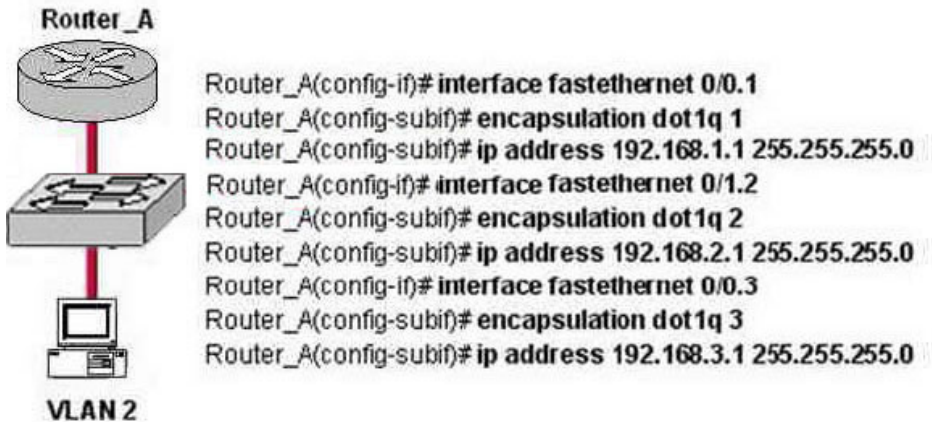 Router_A
Router_A(config-if)# interface fastethernet 0/0.1
Router_A(config-subif)# encapsulation dot1q 1
Router_A(config-subif)# ip address 192.168.1.1 255.255.255.0
Router_A(config-if)# interface fastethernet 0/1.2
Router_A(config-subif)# encapsulation dot1q 2
Router_A(config-subif)# ip address 192.168.2.1 255.255.255.0
Router_A(config-if)# interface fastethernet 0/0.3
Router_A(config-subif)# encapsulation dot1q 3
Router_A(config-subif)# ip address 192.168.3.1 255.255.255.0
VLAN 2